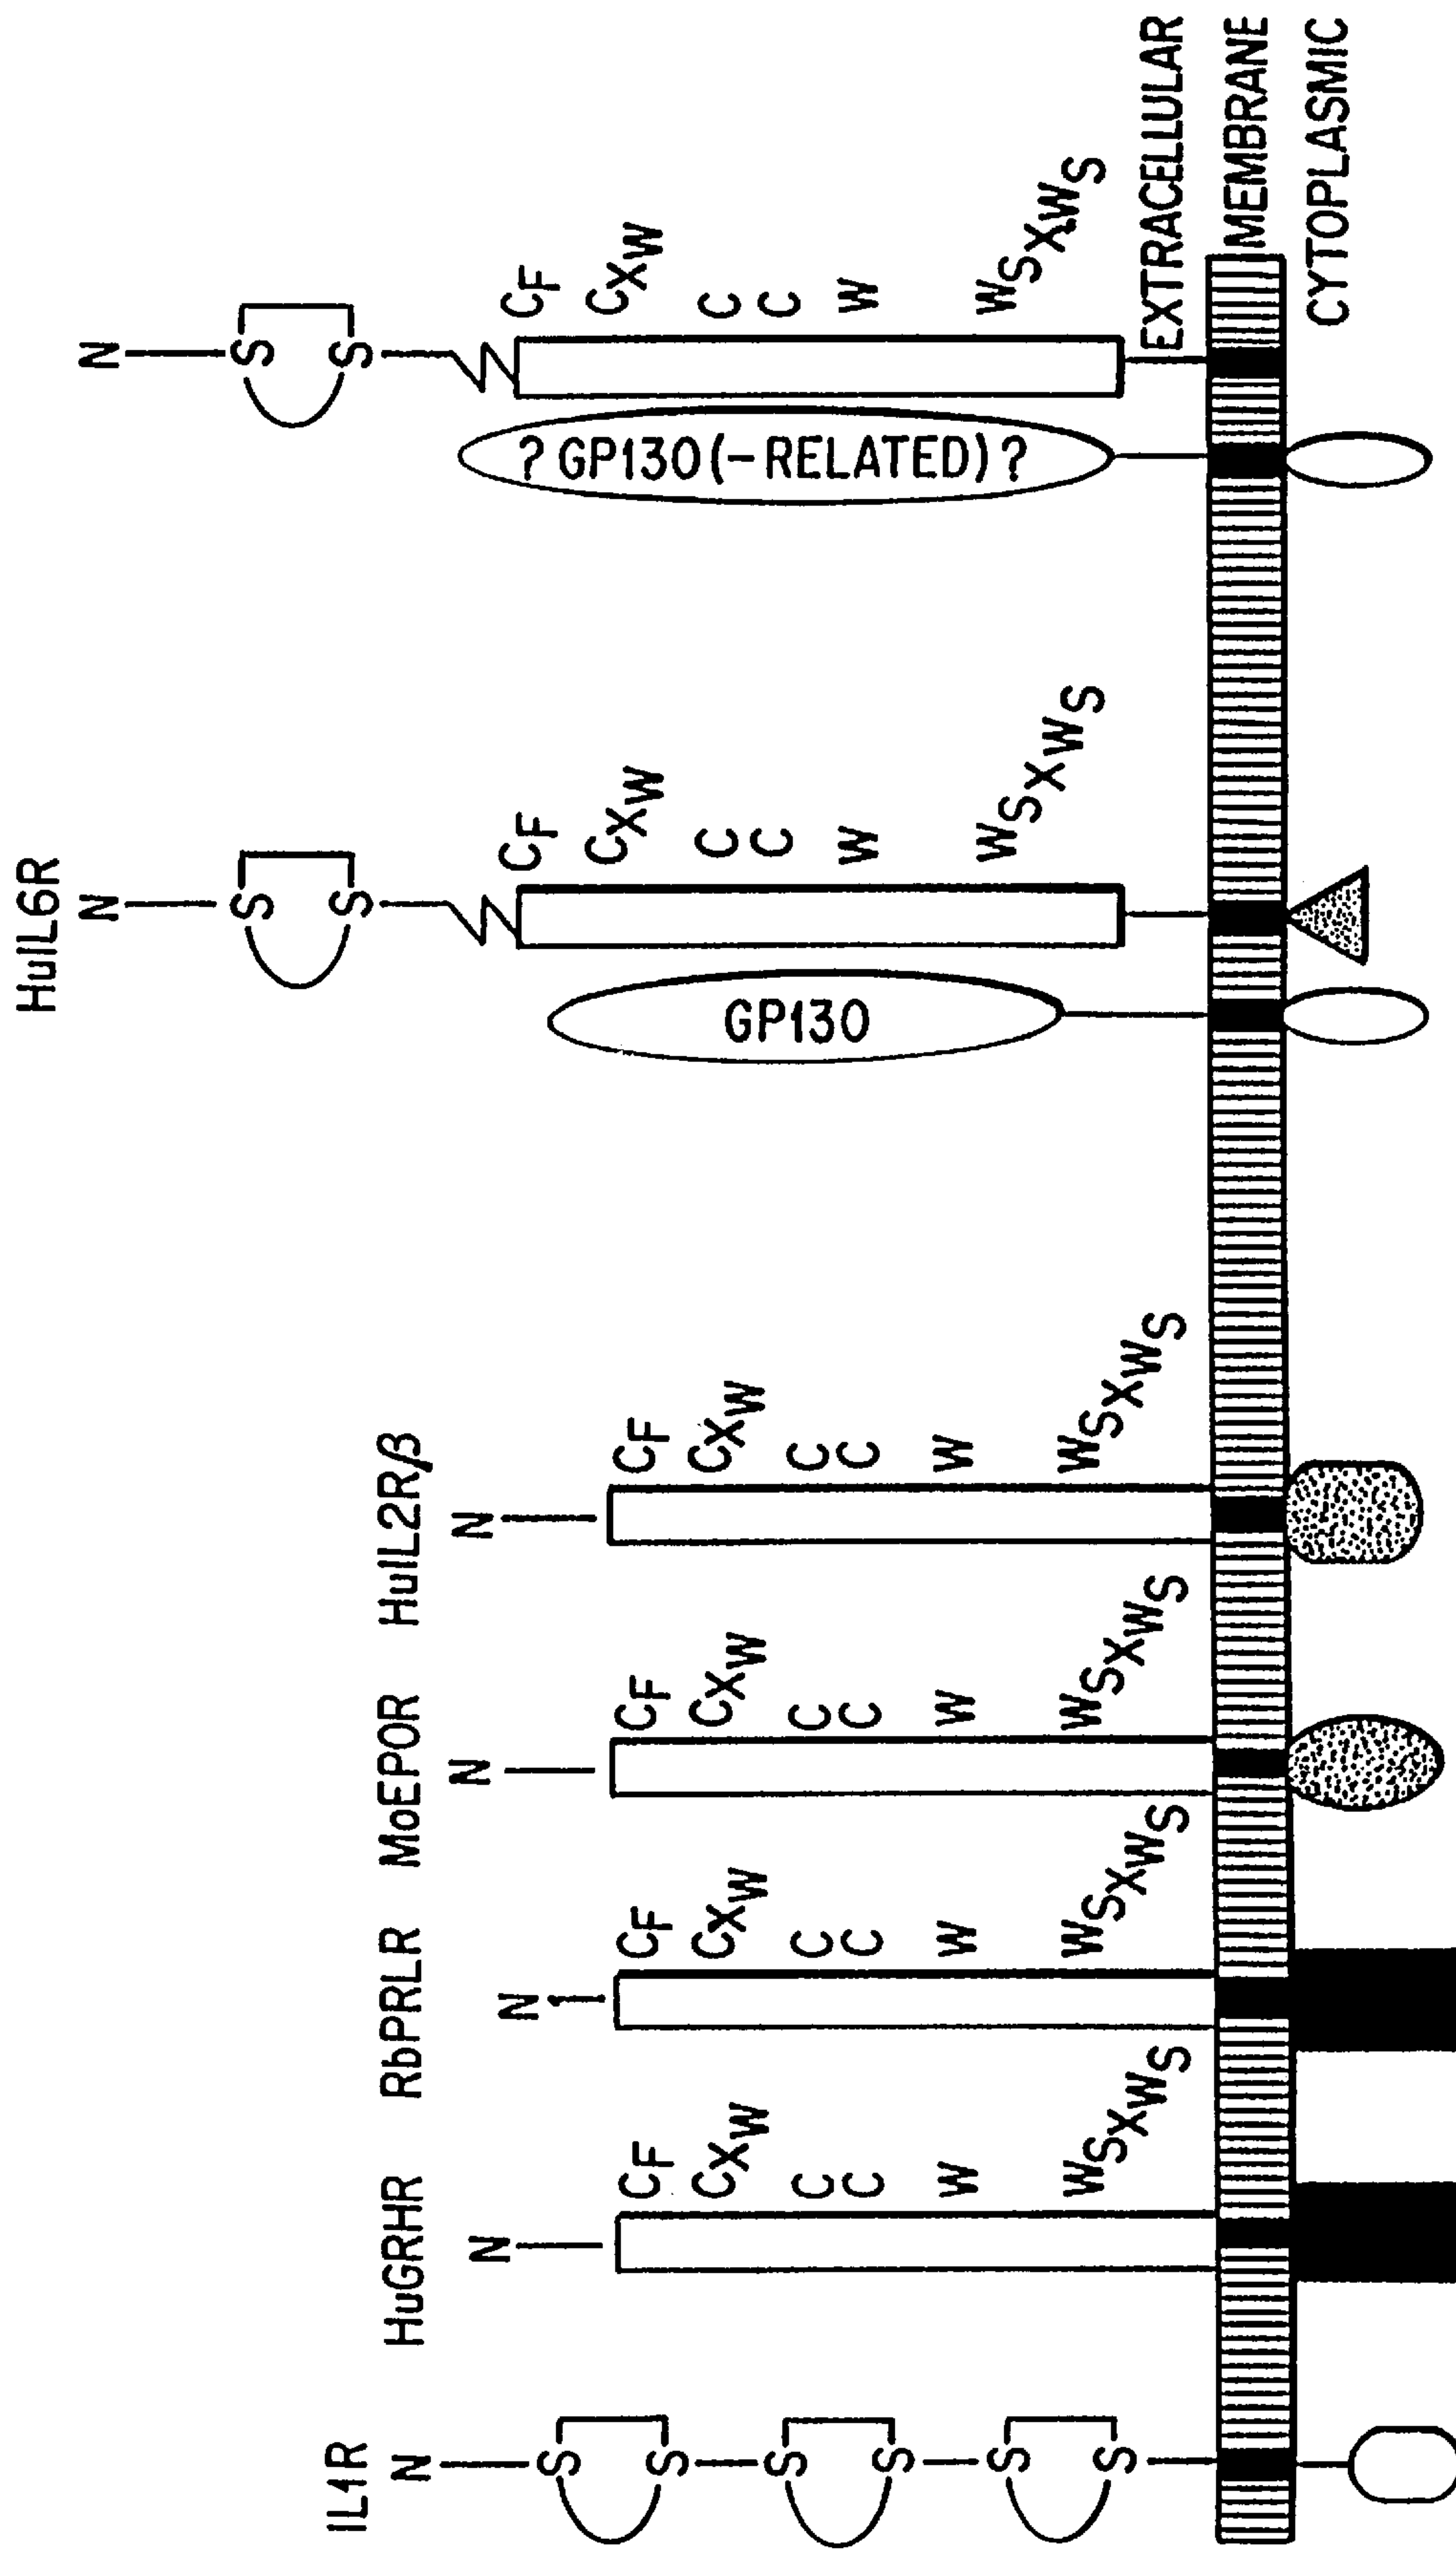 IL1R
N
S
S
S
S
S
S
HuGRHR
N
CF
CXW
C
C
W
WSXWS
RbPRLR
N
CF
CXW
C
C
W
WSXWS
MoEPOR
N
CF
CXW
C
C
W
WSXWS
HuIL2Rβ
N
CF
CXW
C
C
W
WSXWS
HuIL6R
N
S
S
GP130
CF
CXW
C
C
W
WSXWS
N
S
S
? GP130 (-RELATED) ?
CF
CXW
C
C
W
WSXWS
EXTRACELLULAR
MEMBRANE
CYTOPLASMIC